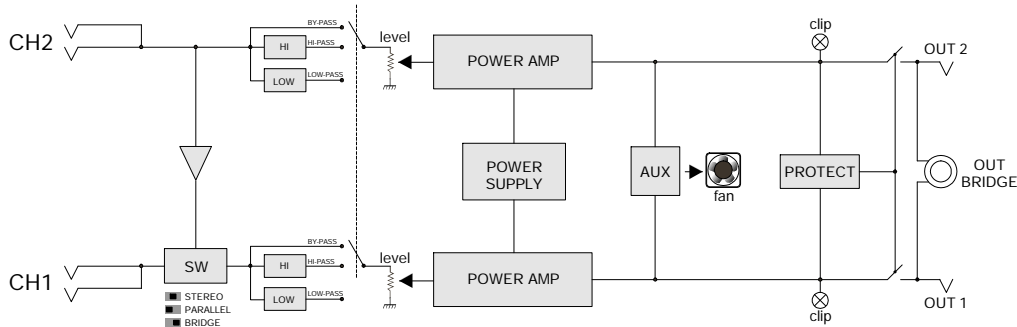 CH2
BY-PASS
HI
HI-PASS
LOW
LOW-PASS
level
POWER AMP
clip
OUT 2
POWER
SUPPLY
AUX
fan
PROTECT
OUT
BRIDGE
CH1
SW
STEREO
PARALLEL
BRIDGE
BY-PASS
HI
HI-PASS
LOW
LOW-PASS
level
POWER AMP
clip
OUT 1